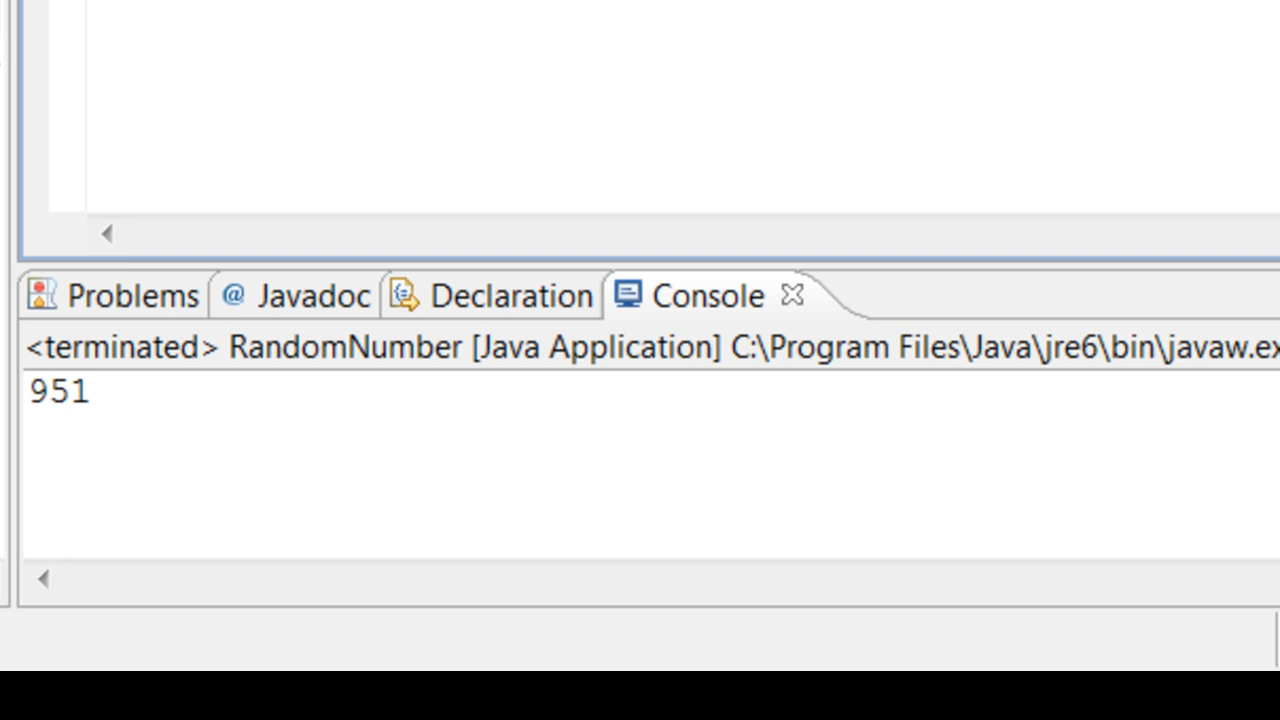 Problems @ Javadoc Declaration Console
<terminated> RandomNumber [Java Application] C:\Program Files\Java\jre6\bin\javaw.ex
951